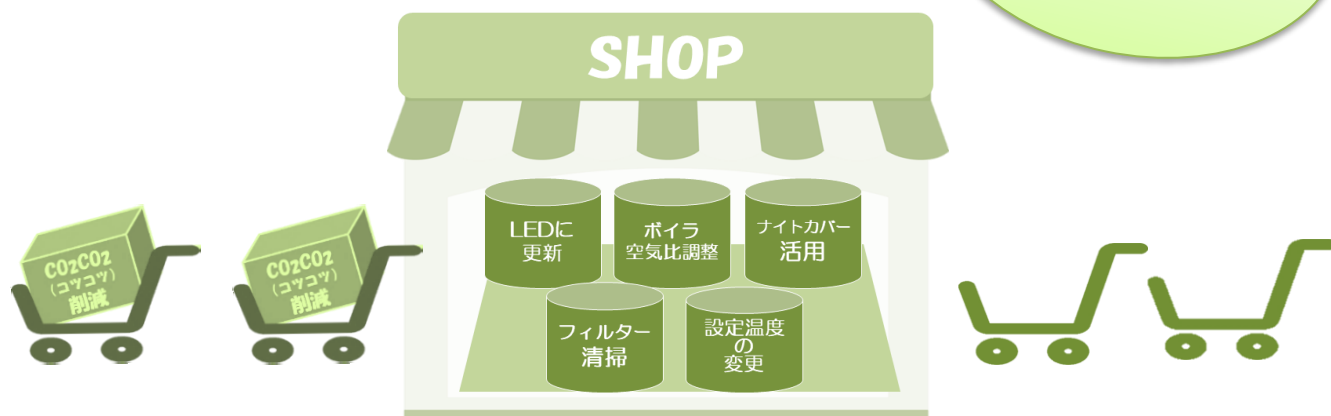 SHOP
CO2CO2
(コツコツ)
削減
CO2CO2
(コツコツ)
削減
LEDに
更新
ボイラ
空気比調整
ナイトカバー
活用
フィルター
清掃
設定温度
の
変更